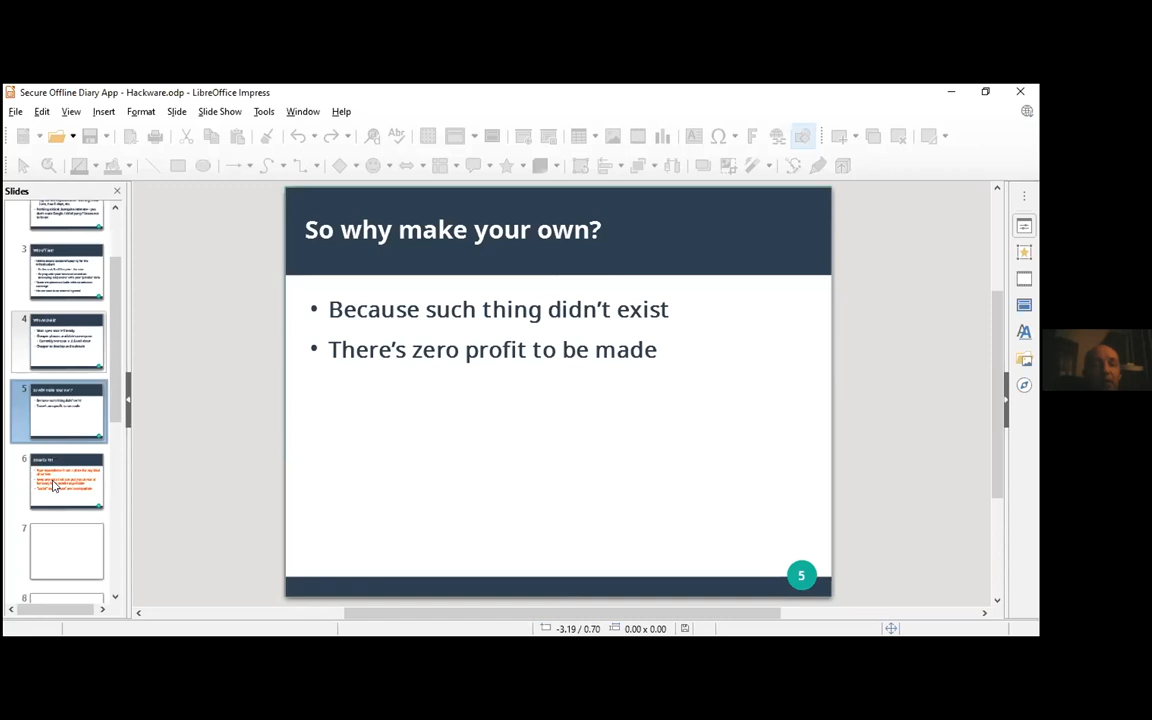 Secure Offline Diary App - Hackware.odp - LibreOffice Impress
File Edit View Insert Format Slide Slide Show Tools Window Help
Slides
3
4
5
6
7
8
So why make your own?
• Because such thing didn't exist
• There's zero profit to be made
5
-3.19 / 0.70 0.00 x 0.00